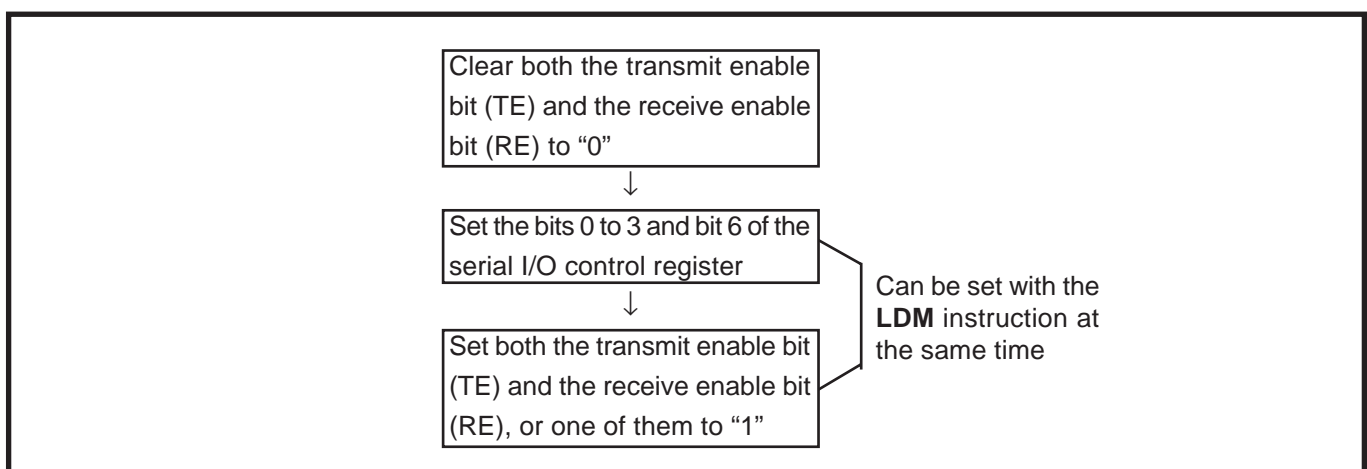 Clear both the transmit enable
bit (TE) and the receive enable
bit (RE) to “0”
↓
Set the bits 0 to 3 and bit 6 of the
serial I/O control register
↓
Set both the transmit enable bit
(TE) and the receive enable bit
(RE), or one of them to “1”
Can be set with the
LDM instruction at
the same time